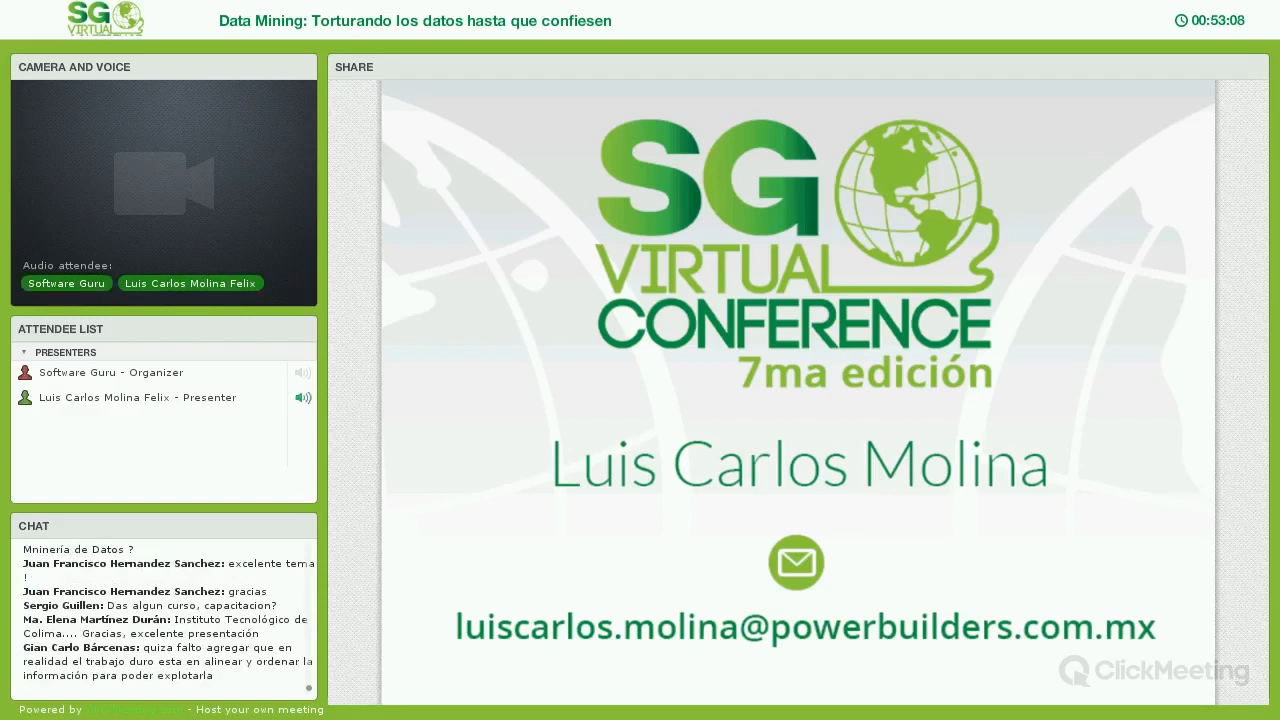 SG
VIRTUAL
Data Mining: Torturando los datos hasta que confiesen
00:53:08
CAMERA AND VOICE
Audio attendee:
Software Guru
Luis Carlos Molina Felix
ATTENDEE LIST
PRESENTERS
Software Guru - Organizer
Luis Carlos Molina Felix - Presenter
CHAT
Mninería de Datos ?
Juan Francisco Hernandez Sanchez: excelente tema
!
Juan Francisco Hernandez Sanchez: gracias
Sergio Guillen: Das algun curso, capacitacion?
Ma. Elena Martínez Durán: Instituto Tecnológico de
Colima... Gracias, excelente presentación
Gian Carlo Bárcenas: quiza falto agregar que en
realidad el trabajo duro esta en alinear y ordenar la
información para poder explotarla
Powered by
- Host your own meeting
SHARE
SG
VIRTUAL
CONFERENCE
7ma edición
Luis Carlos Molina
luiscarlos.molina@powerbuilders.com.mx
ClickMeeting